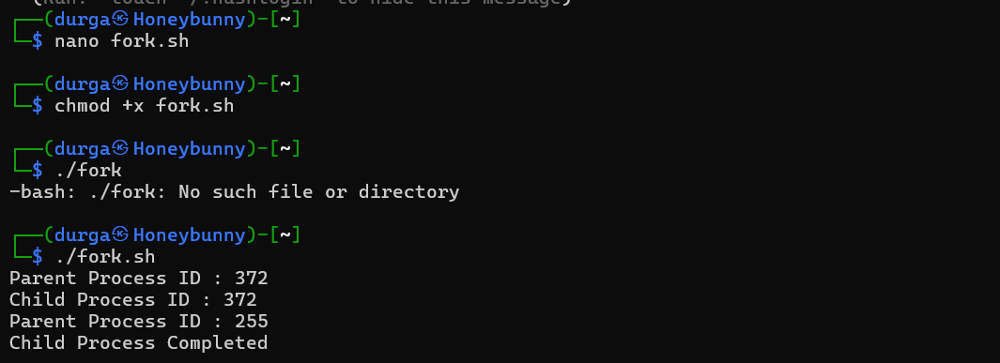 (Run: "touch ~/.hushlogin" to hide this message)
┌──(durga㉿Honeybunny)-[~]
└─$ nano fork.sh
┌──(durga㉿Honeybunny)-[~]
└─$ chmod +x fork.sh
┌──(durga㉿Honeybunny)-[~]
└─$ ./fork
-bash: ./fork: No such file or directory
┌──(durga㉿Honeybunny)-[~]
└─$ ./fork.sh
Parent Process ID : 372
Child Process ID : 372
Parent Process ID : 255
Child Process Completed